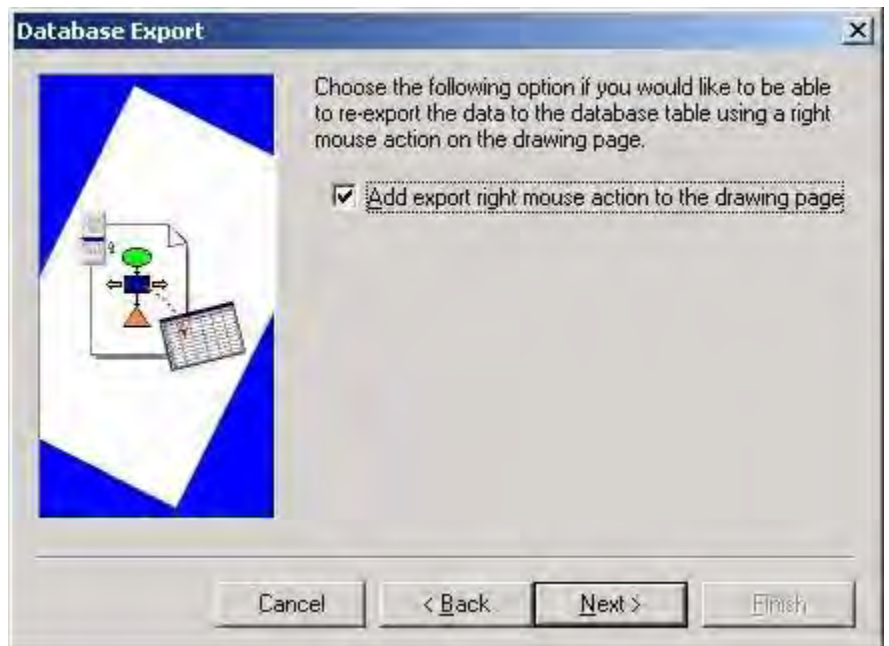 Database Export
Choose the following option if you would like to be able
to re-export the data to the database table using a right
mouse action on the drawing page.
Add export right mouse action to the drawing page
Cancel
< Back
Next >
Finish